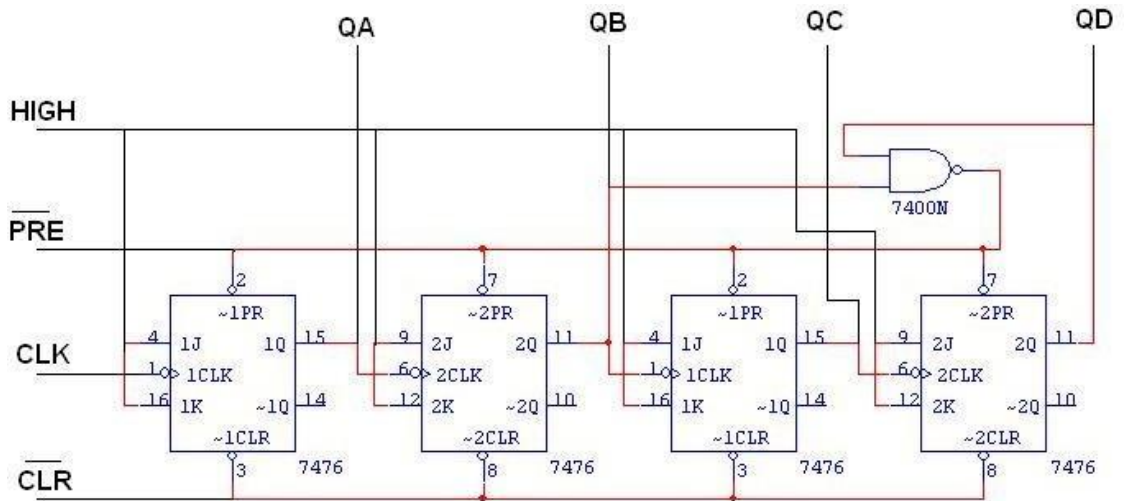 QA QB QC QD
HIGH
7400N
PRE
2 7 2 7
~1PR ~2PR ~1PR ~2PR
4 1J 1Q 15 9 2J 2Q 11 4 1J 1Q 15 9 2J 2Q 11
CLK 1 1CLK 6 2CLK 1 1CLK 6 2CLK
16 1K ~1Q 14 12 2K ~2Q 10 16 1K ~1Q 14 12 2K ~2Q 10
~1CLR ~2CLR ~1CLR ~2CLR
CLR 3 7476 8 7476 3 7476 8 7476